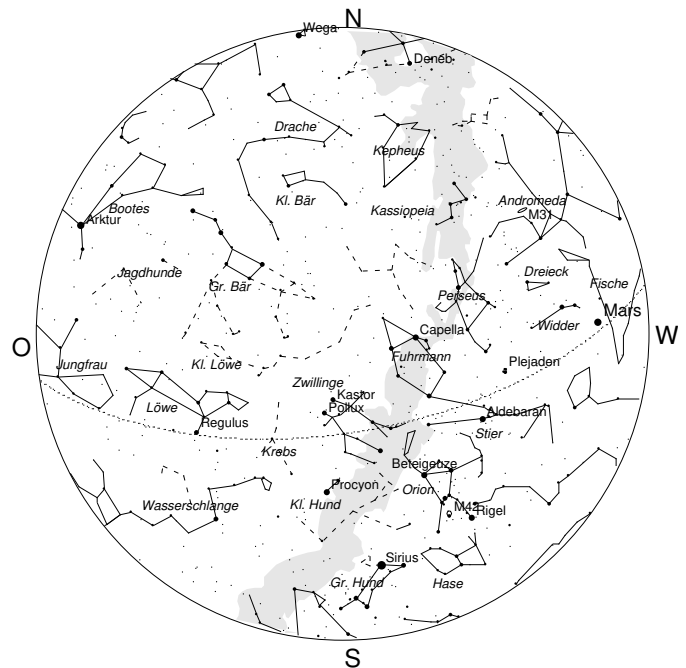 N
Wega
Deneb
Drache
Kepheus
Kl. Bär
Kassiopeia
Andromeda
M31
Bootes
Arktur
Jagdhunde
Gr. Bär
Dreieck
Fische
Perseus
Mars
Widder
Capella
W
O
Fuhrmann
Jungfrau
Kl. Löwe
Plejaden
Zwillinge
Kastor
Löwe
Pollux
Aldebaran
Regulus
Stier
Krebs
Beteigeuze
Procyon
Orion
Wasserschlange
Kl. Hund
M42
Rigel
Sirius
Gr. Hund
Hase
S